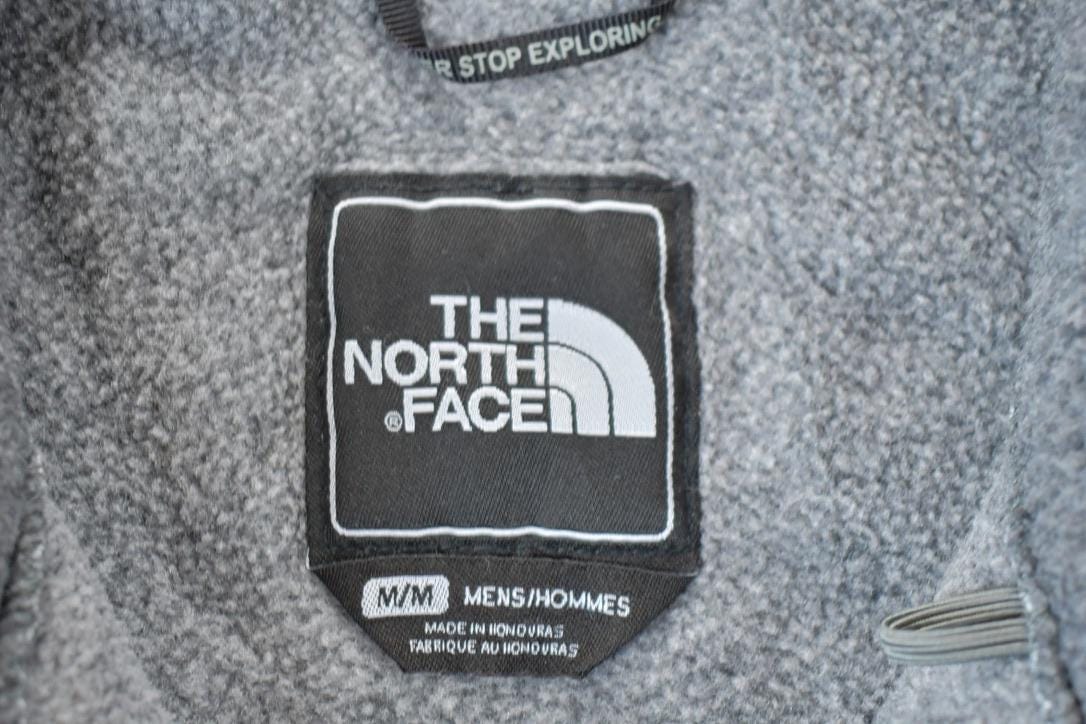 STOP EXPLORING
THE
NORTH
®FACE
M/M MENS/HOMMES
MADE IN HONDURAS
FABRIQUE AU HONDURAS